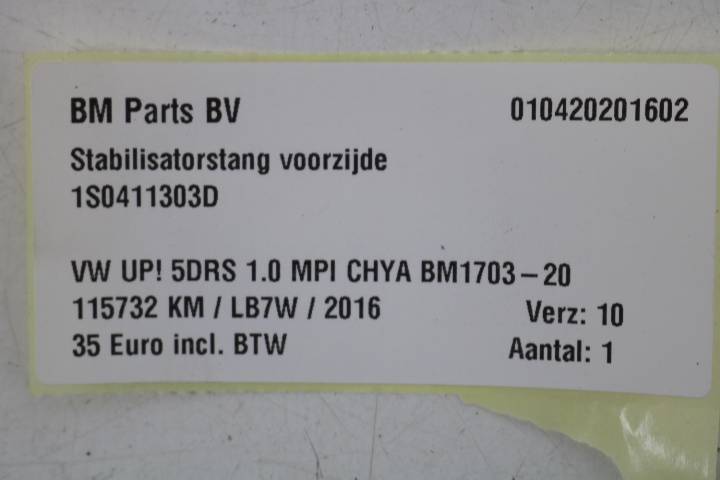 BM Parts BV 010420201602
Stabilisatorstang voorzijde
1S0411303D
VW UP! 5DRS 1.0 MPI CHYA BM1703-20
115732 KM / LB7W / 2016 Verz: 10
35 Euro incl. BTW Aantal: 1